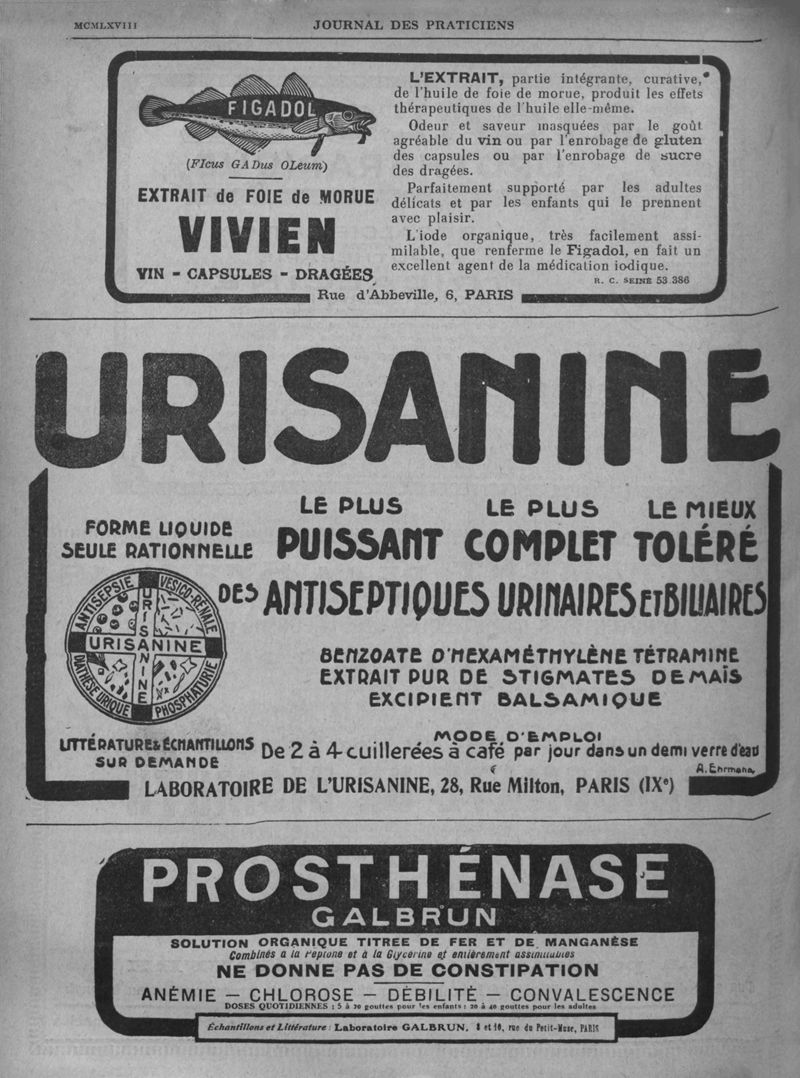 MCMLXVIII
JOURNAL DES PRATICIENS
FIGADOL
(FIcus GADus OLeum)
EXTRAIT de FOIE de MORUE
VIVIEN
VIN - CAPSULES - DRAGÉES
L'EXTRAIT, partie intégrante, curative,
de l'huile de foie de morue, produit les effets
thérapeutiques de l'huile elle-même.
Odeur et saveur masquées par le goût
agréable du vin ou par l'enrobage de gluten
des capsules ou par l'enrobage de sucre
des dragées.
Parfaitement supporté par les adultes
délicats et par les enfants qui le prennent
avec plaisir.
L'iode organique, très facilement assi-
milable, que renferme le Figadol, en fait un
excellent agent de la médication iodique.
R. C. SEINE 53 386
Rue d'Abbeville, 6, PARIS
URISANINE
FORME LIQUIDE
SEULE RATIONNELLE
LE PLUS LE PLUS LE MIEUX
PUISSANT COMPLET TOLÉRÉ
DES ANTISEPTIQUES URINAIRES ET BILIAIRES
ANTISEPSIE VESICO-RÉNALE
URISANINE
URISSININE
DIATHÈSE URIQUE PHOSPHATURIE
BENZOATE D'HEXAMÉTHYLÈNE TÉTRAMINE
EXTRAIT PUR DE STIGMATES DE MAÏS
EXCIPIENT BALSAMIQUE
LITTÉRATURE & ÉCHANTILLONS
SUR DEMANDE
MODE D'EMPLOI
De 2 à 4 cuillerées à café par jour dans un demi verre d'eau
A. Ehrmann
LABORATOIRE DE L'URISANINE, 28, Rue Milton, PARIS (IXe)
PROSTHÉNASE
GALBRUN
SOLUTION ORGANIQUE TITREE DE FER ET DE MANGANÈSE
Combinés à la Peptone et à la Glycérine et entièrement assimilables
NE DONNE PAS DE CONSTIPATION
ANÉMIE — CHLOROSE — DÉBILITÉ — CONVALESCENCE
DOSES QUOTIDIENNES : 5 à 20 gouttes pour les enfants ; 20 à 40 gouttes pour les adultes
Échantillons et Littérature : Laboratoire GALBRUN, 8 et 10, rue du Petit-Musc, PARIS